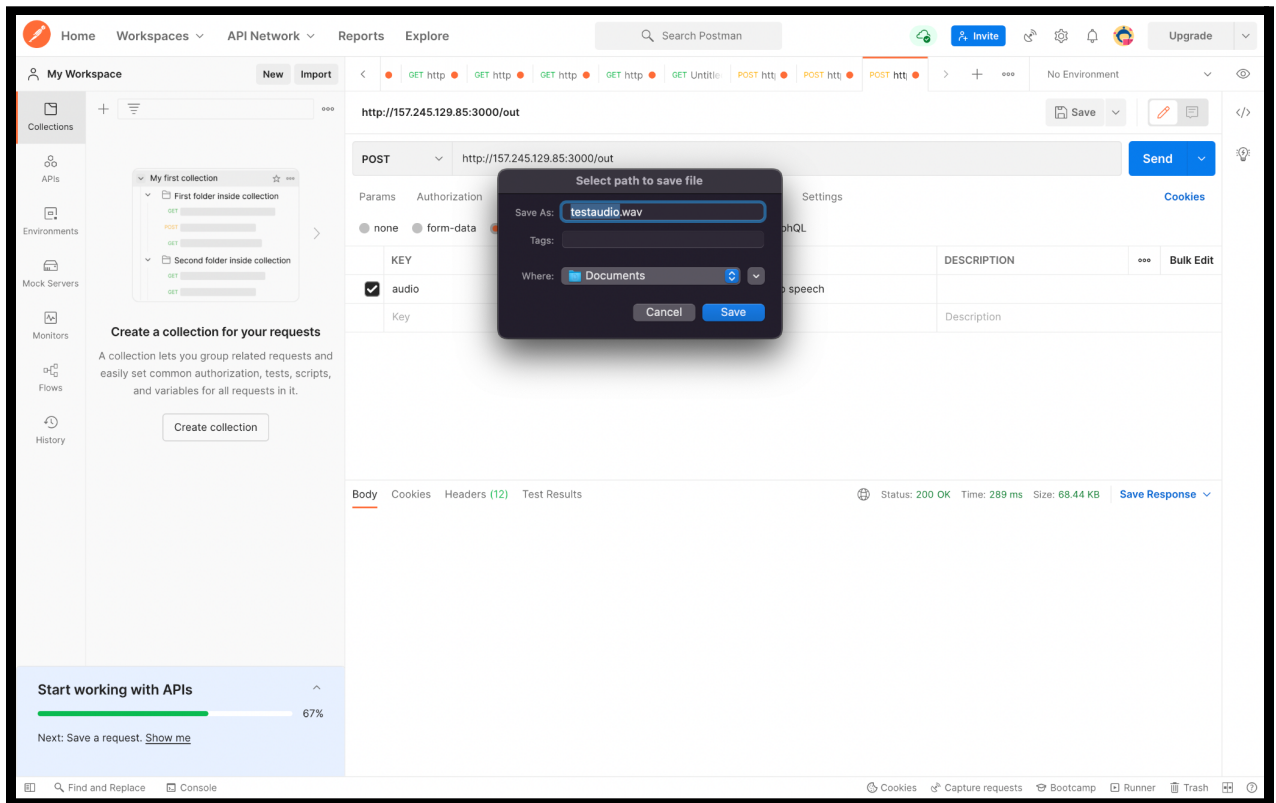 Home Workspaces API Network Reports Explore Search Postman Invite Upgrade
My Workspace New Import GET http GET http GET http GET http GET Untitle POST htt POST htt POST htt No Environment
Collections
APIs
Environments
Mock Servers
Monitors
Flows
History
My first collection
First folder inside collection
GET
POST
GET
Second folder inside collection
GET
GET
Create a collection for your requests
A collection lets you group related requests and
easily set common authorization, tests, scripts,
and variables for all requests in it.
Create collection
Start working with APIs
67%
Next: Save a request. Show me
http://157.245.129.85:3000/out Save
POST http://157.245.129.85:3000/out Send
Params Authorization Settings Cookies
none form-data
KEY DESCRIPTION Bulk Edit
audio speech
Key Description
Select path to save file
Save As: testaudio.wav
Tags:
Where: Documents
Cancel Save
Body Cookies Headers (12) Test Results Status: 200 OK Time: 289 ms Size: 68.44 KB Save Response
Find and Replace Console Cookies Capture requests Bootcamp Runner Trash